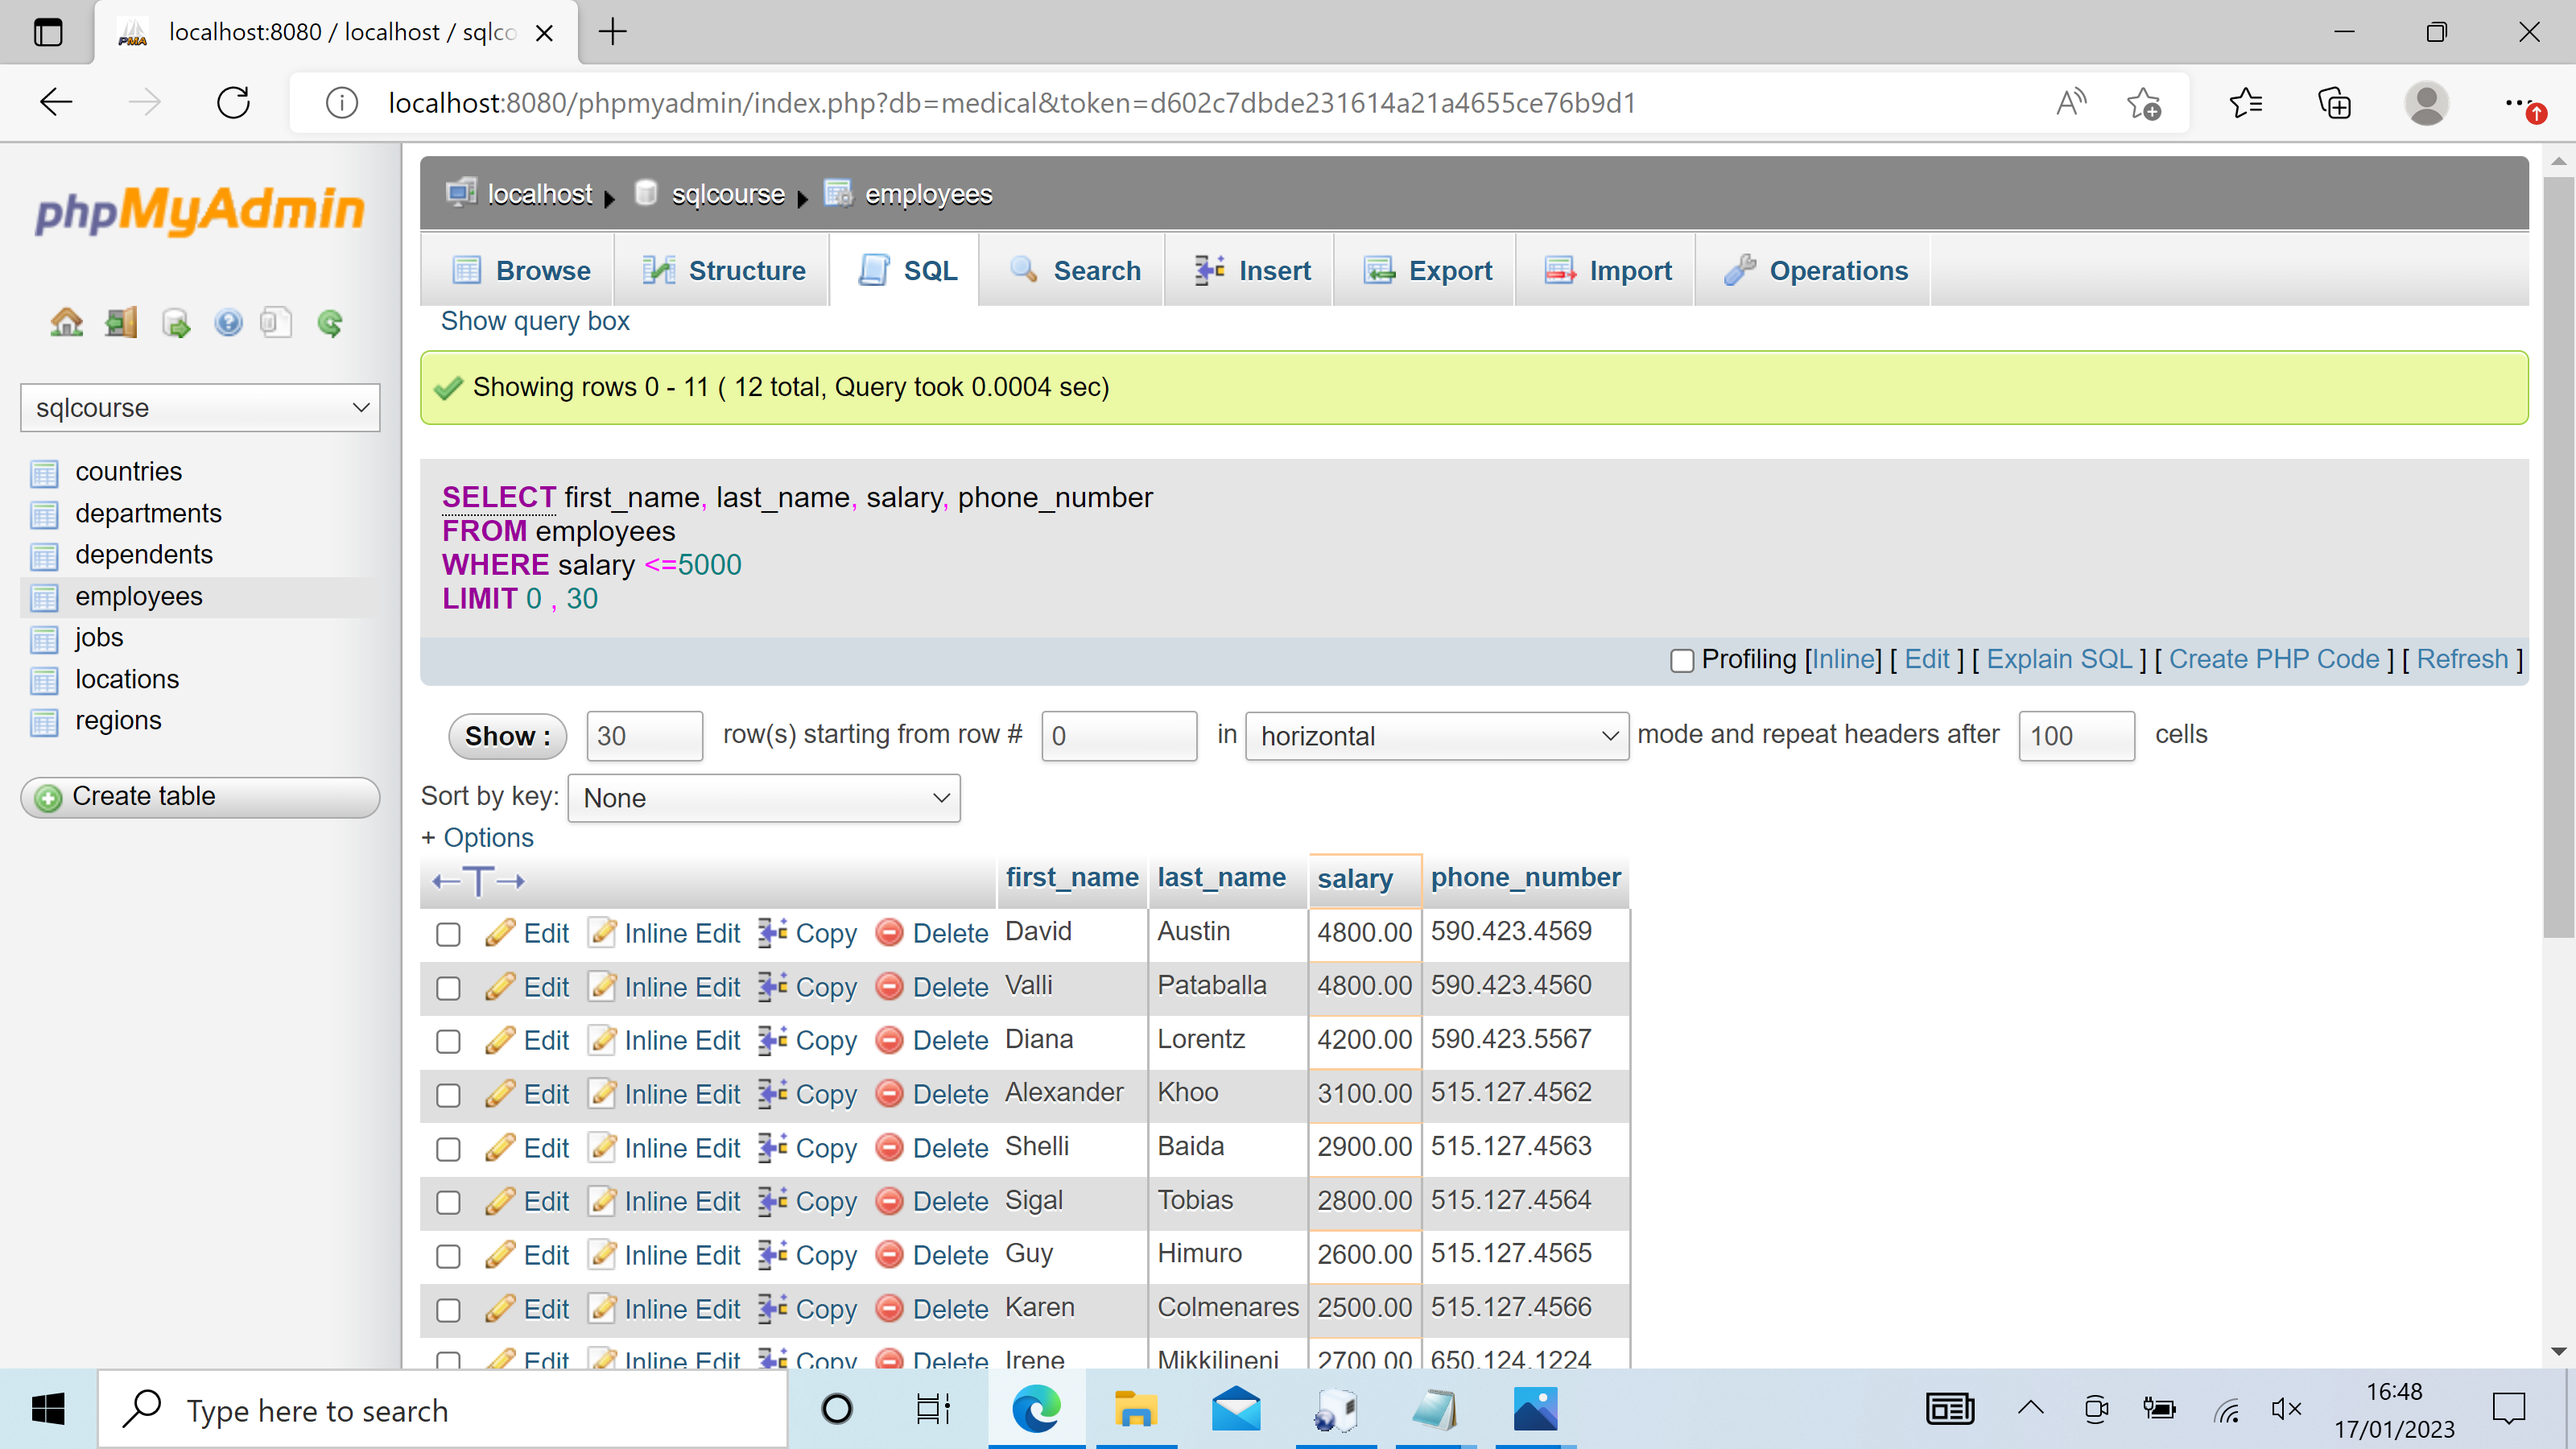 localhost:8080 / localhost / sqlco
localhost:8080/phpmyadmin/index.php?db=medical&token=d602c7dbde231614a21a4655ce76b9d1
phpMyAdmin
sqlcourse
countries
departments
dependents
employees
jobs
locations
regions
Create table
localhost sqlcourse employees
Browse Structure SQL Search Insert Export Import Operations
Show query box
Showing rows 0 - 11 ( 12 total, Query took 0.0004 sec)
SELECT first_name, last_name, salary, phone_number
FROM employees
WHERE salary <=5000
LIMIT 0 , 30
Profiling [Inline] [ Edit ] [ Explain SQL ] [ Create PHP Code ] [ Refresh ]
Show : 30 row(s) starting from row # 0 in horizontal mode and repeat headers after 100 cells
Sort by key: None
+ Options
first_name last_name salary phone_number
Edit Inline Edit Copy Delete David Austin 4800.00 590.423.4569
Edit Inline Edit Copy Delete Valli Pataballa 4800.00 590.423.4560
Edit Inline Edit Copy Delete Diana Lorentz 4200.00 590.423.5567
Edit Inline Edit Copy Delete Alexander Khoo 3100.00 515.127.4562
Edit Inline Edit Copy Delete Shelli Baida 2900.00 515.127.4563
Edit Inline Edit Copy Delete Sigal Tobias 2800.00 515.127.4564
Edit Inline Edit Copy Delete Guy Himuro 2600.00 515.127.4565
Edit Inline Edit Copy Delete Karen Colmenares 2500.00 515.127.4566
Edit Inline Edit Copy Delete Irene Mikkilineni 2700.00 650.124.1224
Type here to search
16:48
17/01/2023